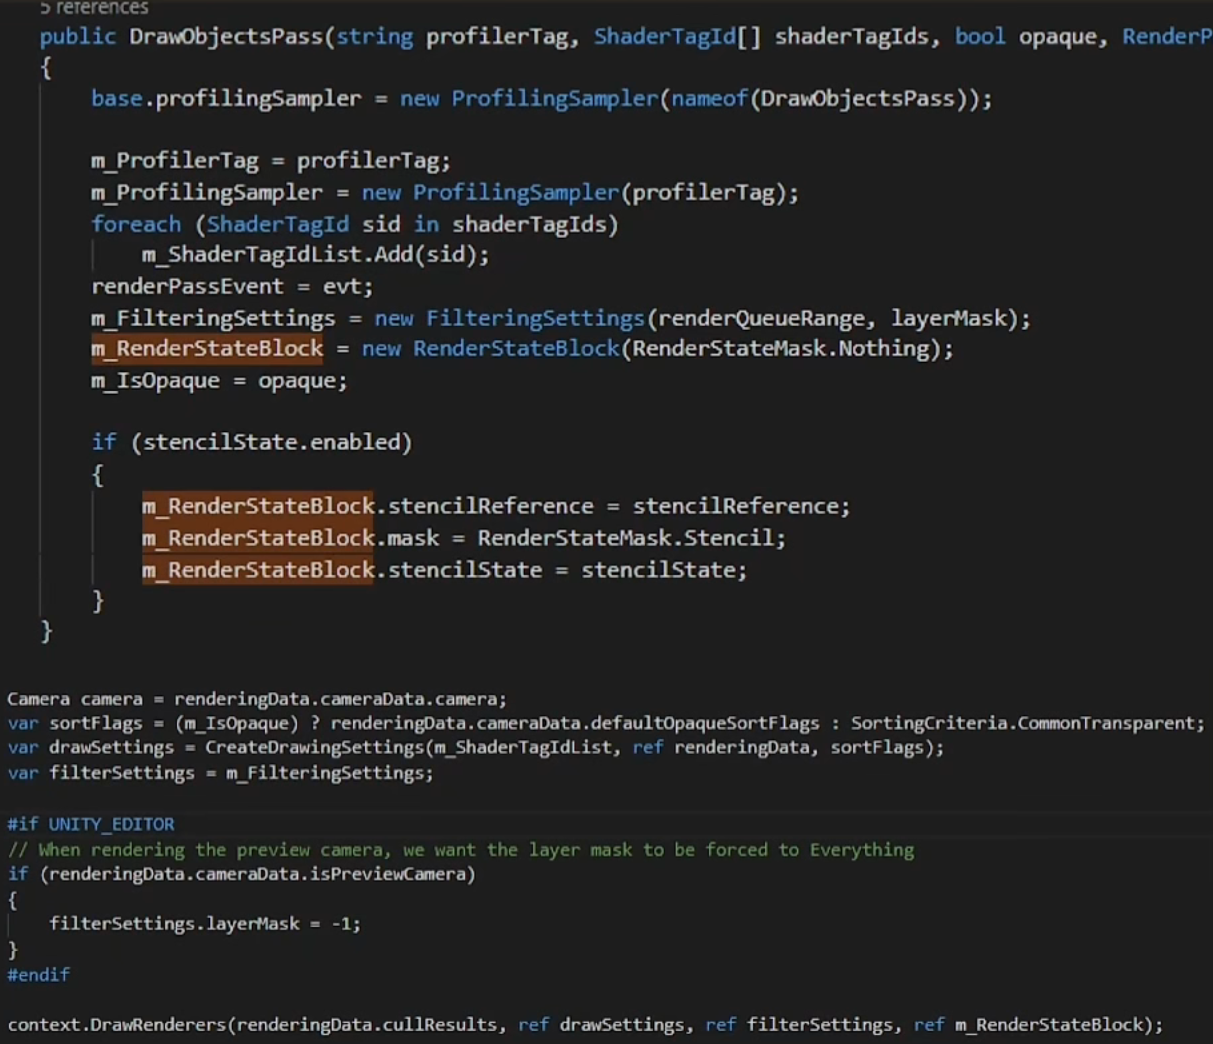 5 references
public DrawObjectsPass(string profilerTag, ShaderTagId[] shaderTagIds, bool opaque, RenderP
{
base.profilingSampler = new ProfilingSampler(nameof(DrawObjectsPass));
m_ProfilerTag = profilerTag;
m_ProfilingSampler = new ProfilingSampler(profilerTag);
foreach (ShaderTagId sid in shaderTagIds)
m_ShaderTagIdList.Add(sid);
renderPassEvent = evt;
m_FilteringSettings = new FilteringSettings(renderQueueRange, layerMask);
m_RenderStateBlock = new RenderStateBlock(RenderStateMask.Nothing);
m_IsOpaque = opaque;
if (stencilState.enabled)
{
m_RenderStateBlock.stencilReference = stencilReference;
m_RenderStateBlock.mask = RenderStateMask.Stencil;
m_RenderStateBlock.stencilState = stencilState;
}
}
Camera camera = renderingData.cameraData.camera;
var sortFlags = (m_IsOpaque) ? renderingData.cameraData.defaultOpaqueSortFlags : SortingCriteria.CommonTransparent;
var drawSettings = CreateDrawingSettings(m_ShaderTagIdList, ref renderingData, sortFlags);
var filterSettings = m_FilteringSettings;
#if UNITY_EDITOR
// When rendering the preview camera, we want the layer mask to be forced to Everything
if (renderingData.cameraData.isPreviewCamera)
{
filterSettings.layerMask = -1;
}
#endif
context.DrawRenderers(renderingData.cullResults, ref drawSettings, ref filterSettings, ref m_RenderStateBlock);